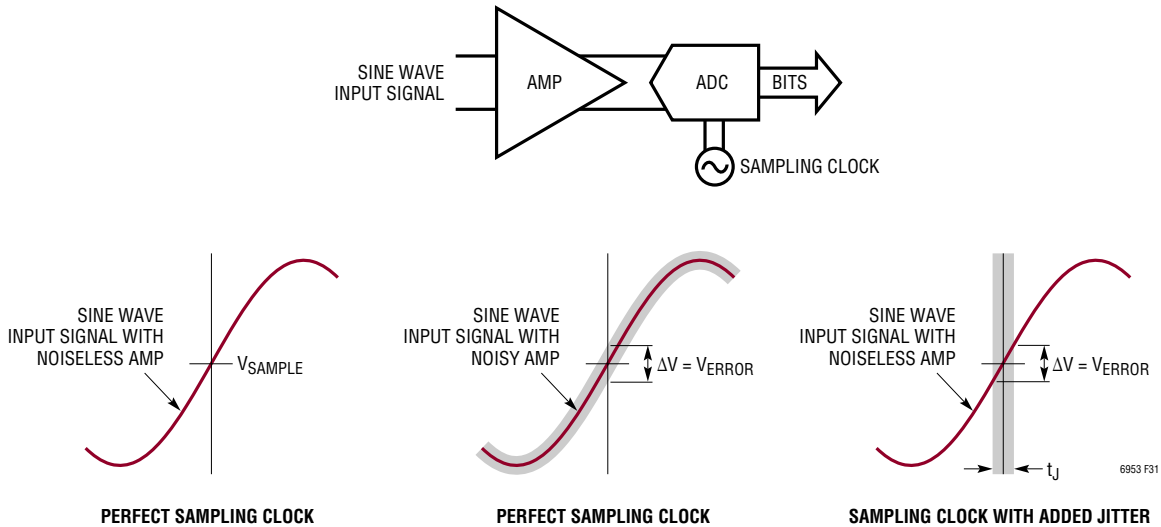 SINE WAVE
INPUT SIGNAL
AMP
ADC
BITS
SAMPLING CLOCK
SINE WAVE
INPUT SIGNAL WITH
NOISELESS AMP
VSAMPLE
PERFECT SAMPLING CLOCK
SINE WAVE
INPUT SIGNAL WITH
NOISY AMP
ΔV = VERROR
PERFECT SAMPLING CLOCK
SINE WAVE
INPUT SIGNAL WITH
NOISELESS AMP
ΔV = VERROR
tJ
6953 F31
SAMPLING CLOCK WITH ADDED JITTER